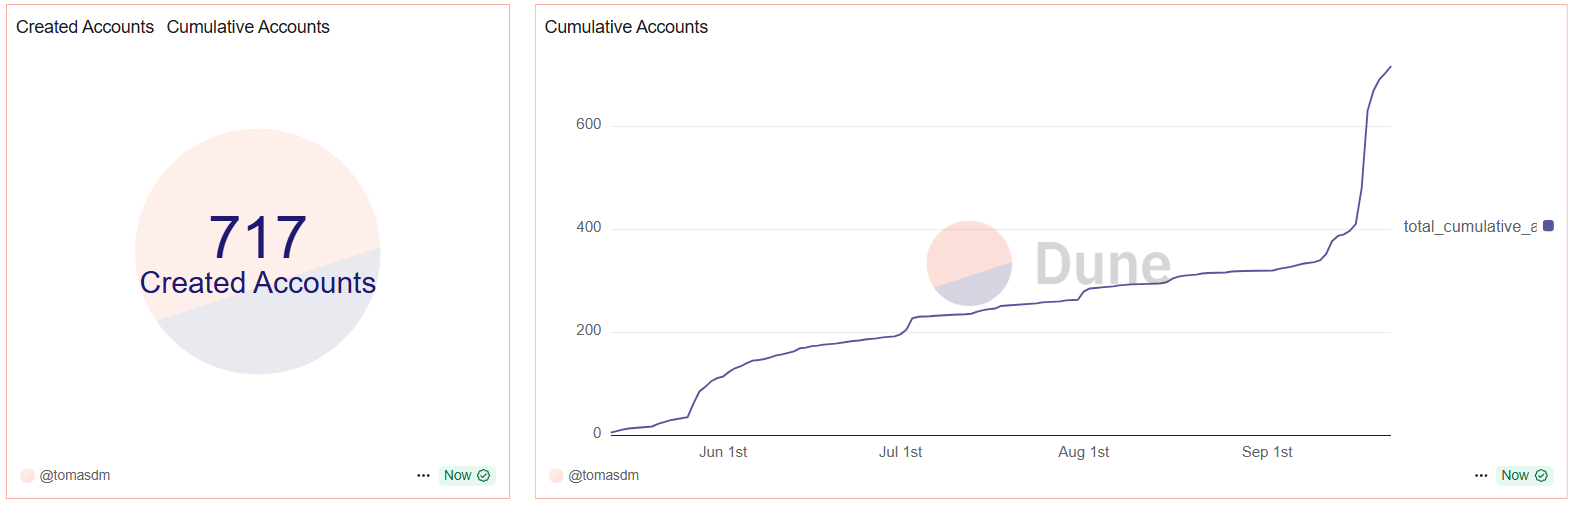 Created Accounts Cumulative Accounts
717
Created Accounts
@tomasdm
... Now
Cumulative Accounts
600
400
200
0
Jun 1st Jul 1st Aug 1st Sep 1st
Dune
total_cumulative_a
@tomasdm
... Now